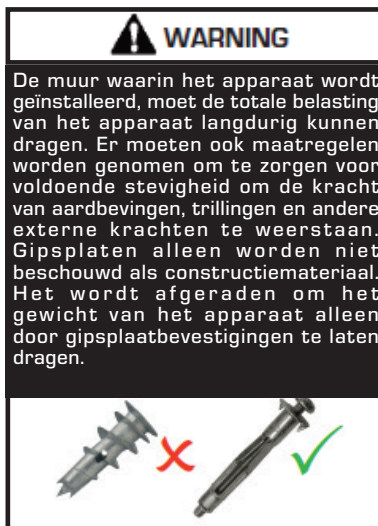 WARNING
De muur waarin het apparaat wordt
geïnstalleerd, moet de totale belasting
van het apparaat langdurig kunnen
dragen. Er moeten ook maatregelen
worden genomen om te zorgen voor
voldoende stevigheid om de kracht
van aardbevingen, trillingen en andere
externe krachten te weerstaan.
Gipsplaten alleen worden niet
beschouwd als constructiemateriaal.
Het wordt afgeraden om het
gewicht van het apparaat alleen
door gipsplaatbevestigingen te laten
dragen.